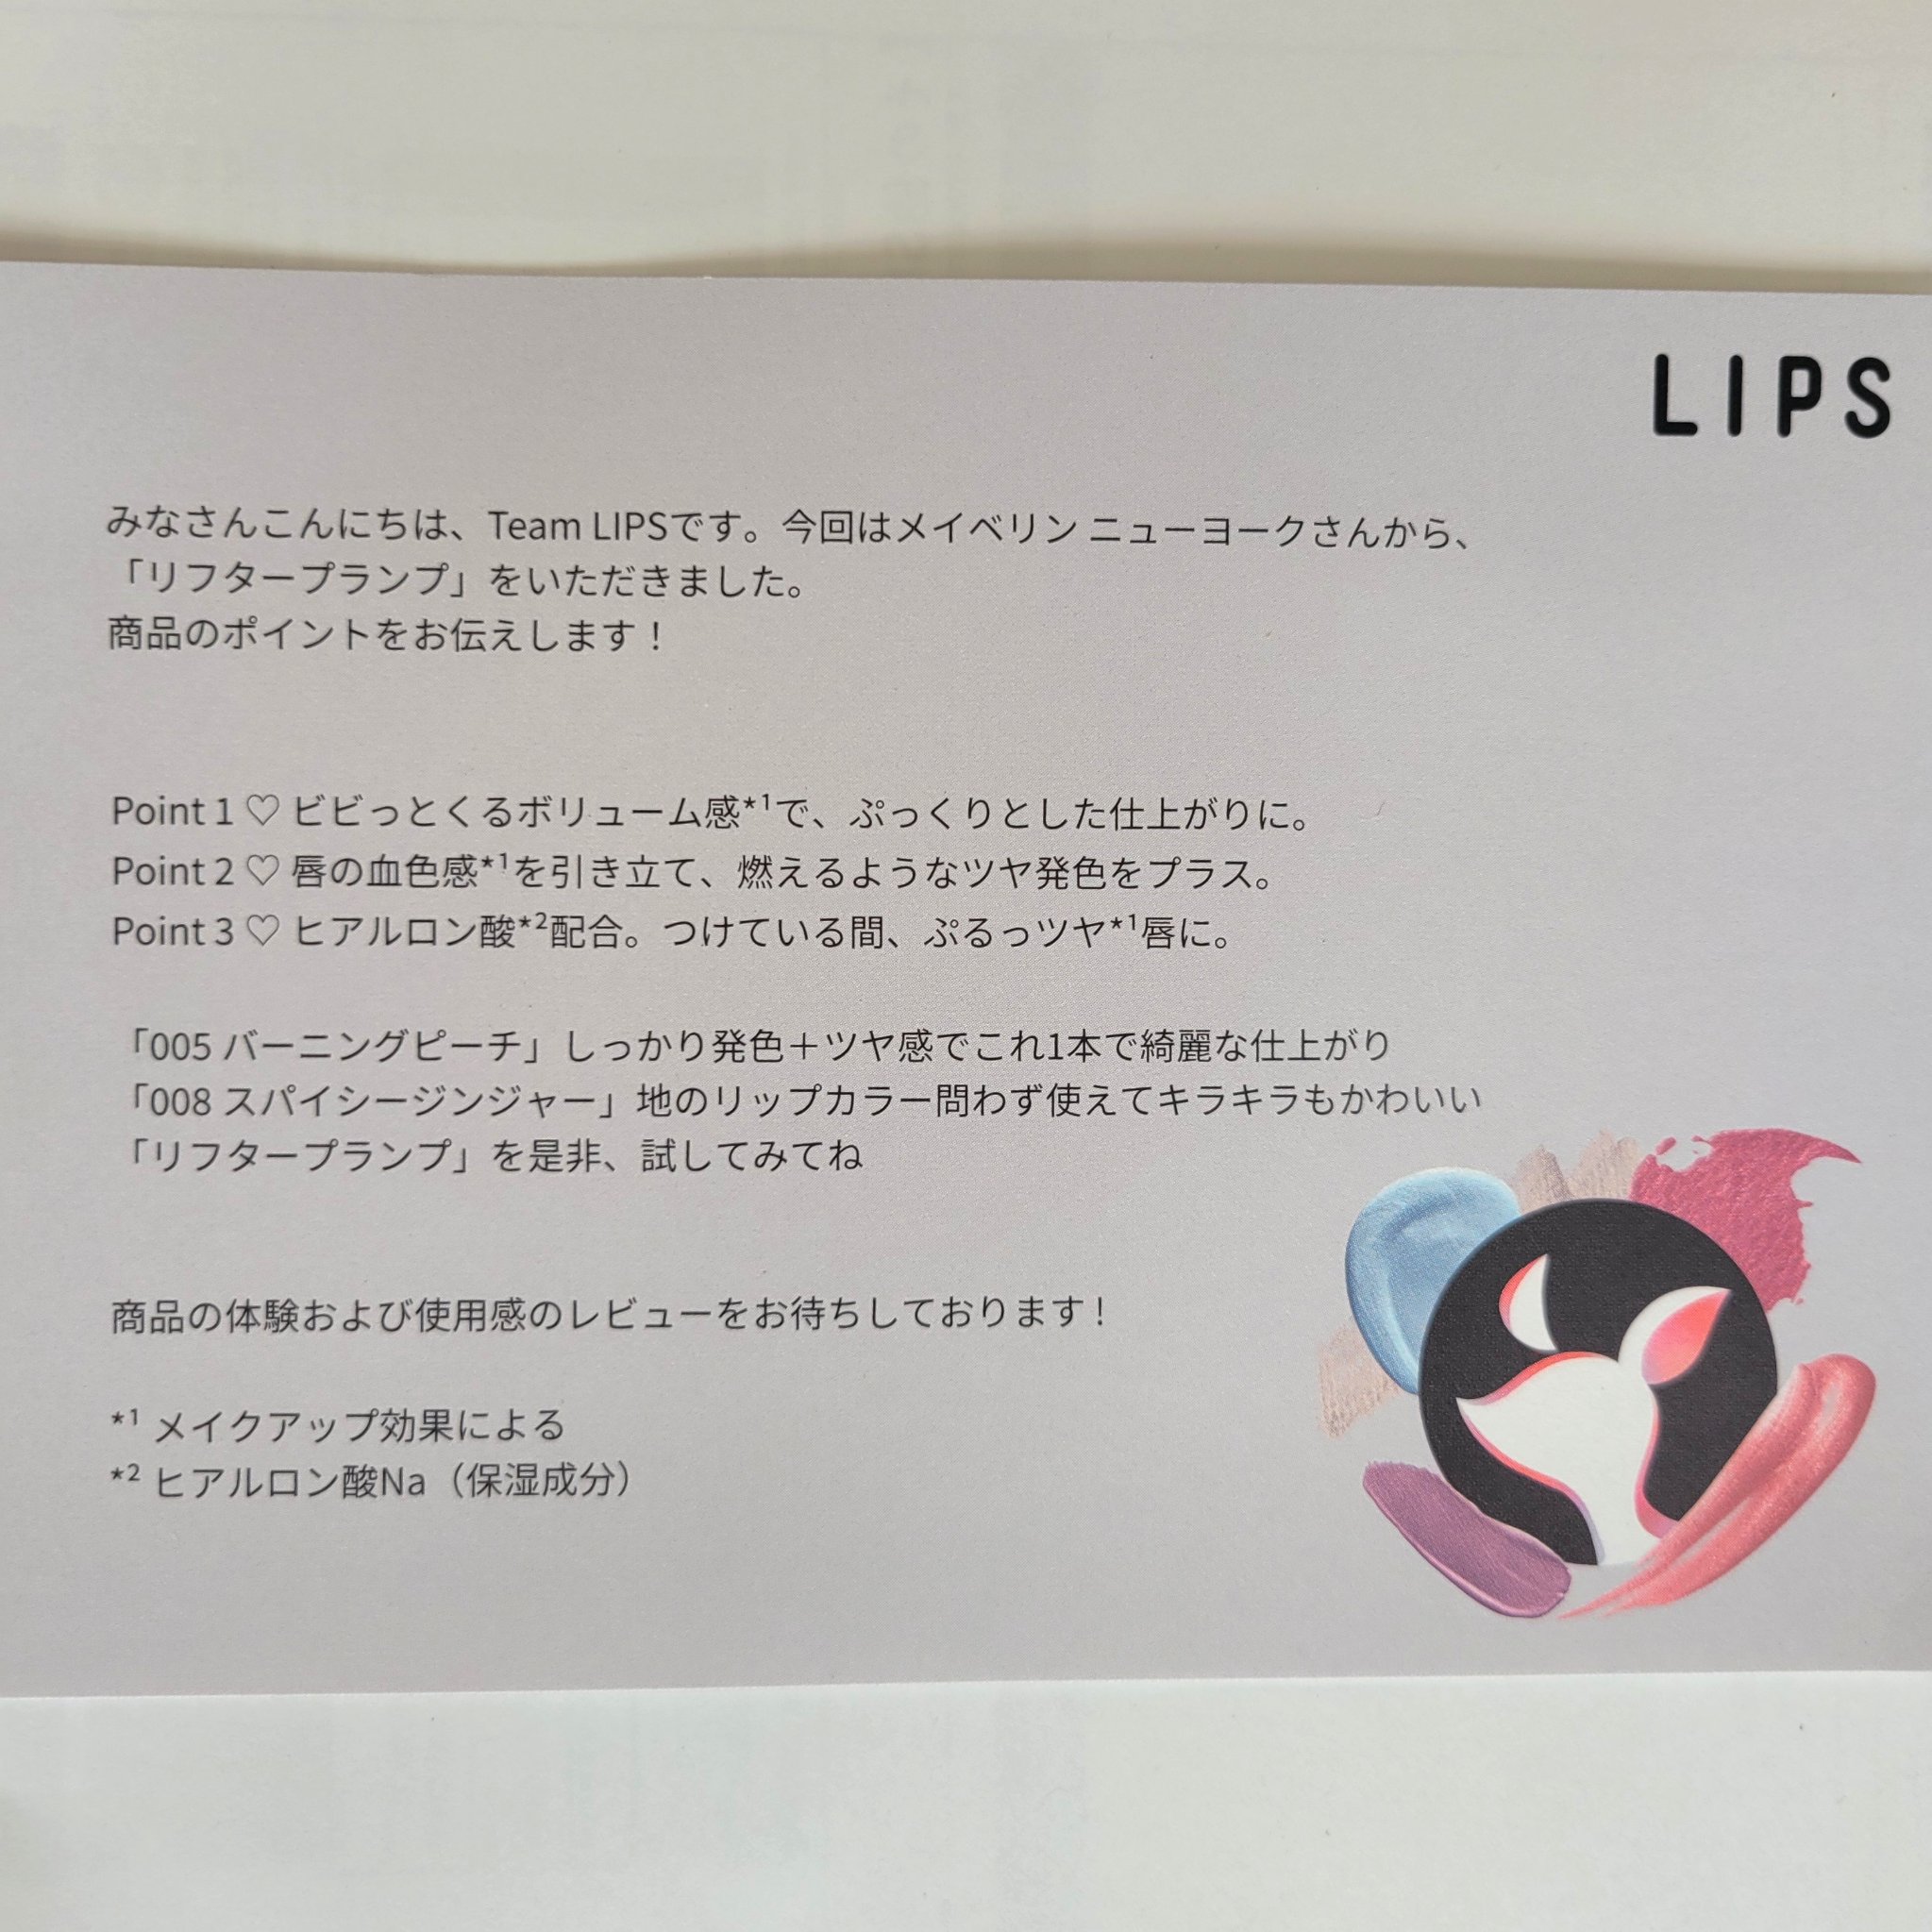 LIPS
みなさんこんにちは、Team LIPSです。今回はメイベリン ニューヨークさんから、
「リフタープランプ」をいただきました。
商品のポイントをお伝えします！
Point 1 ♡ ビビっとくるボリューム感*¹で、ぷっくりとした仕上がりに。
Point 2 ♡ 唇の血色感*¹を引き立て、燃えるようなツヤ発色をプラス。
Point 3 ♡ ヒアルロン酸*²配合。つけている間、ぷるっツヤ*¹唇に。
「005 バーニングピーチ」しっかり発色＋ツヤ感でこれ1本で綺麗な仕上がり
「008 スパイシージンジャー」地のリップカラー問わず使えてキラキラもかわいい
「リフタープランプ」を是非、試してみてね
商品の体験および使用感のレビューをお待ちしております！
*¹ メイクアップ効果による
*² ヒアルロン酸Na（保湿成分）